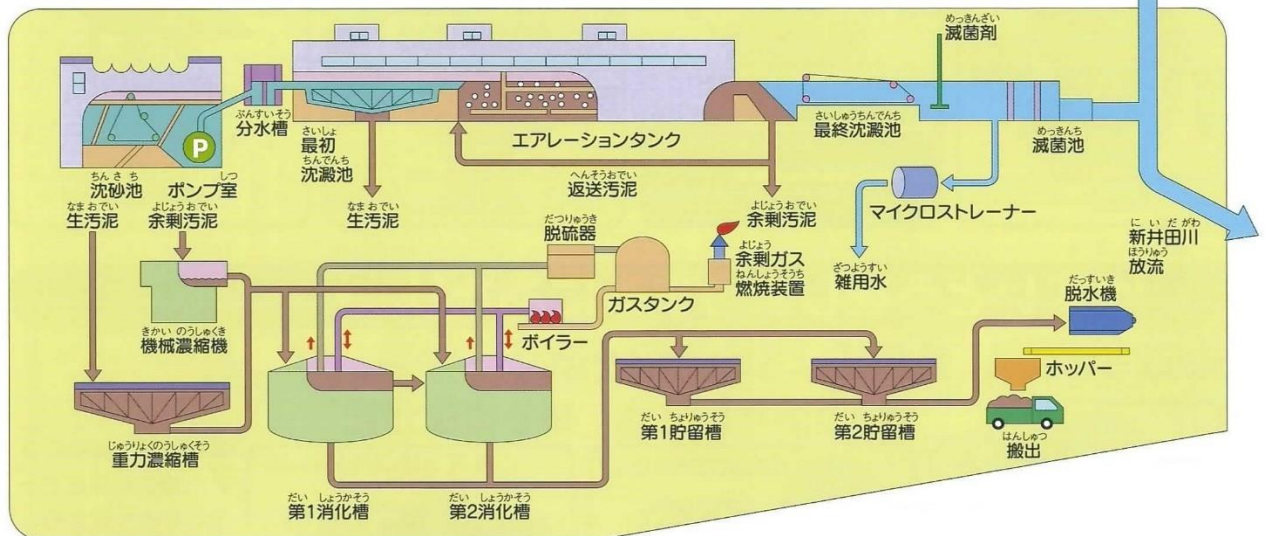 めっきんざい
滅菌剤
P
ぶんすいそう
分水槽
さいしょ
最初
ちんでんち
沈澱池
エアレーションタンク
さいしゅうちんでんち
最終沈澱池
めっきんち
滅菌池
ちんさち
沈砂池
しつ
ポンプ室
へんそうおでい
返送汚泥
なまおでい
生汚泥
よじょうおでい
余剰汚泥
なまおでい
生汚泥
よじょうおでい
余剰汚泥
マイクロストレーナー
にいだがわ
新井田川
ほうりゅう
放流
だつりゅうき
脱硫器
よじょう
余剰ガス
ねんしょうそうち
燃焼装置
ざつようすい
雑用水
ガスタンク
だっすいき
脱水機
きかいのうしゅくき
機械濃縮機
ボイラー
ホッパー
じゅうりょくのうしゅくそう
重力濃縮槽
だい ちょりゅうそう
第1貯留槽
だい ちょりゅうそう
第2貯留槽
はんしゅつ
搬出
だい しょうかそう
第1消化槽
だい しょうかそう
第2消化槽